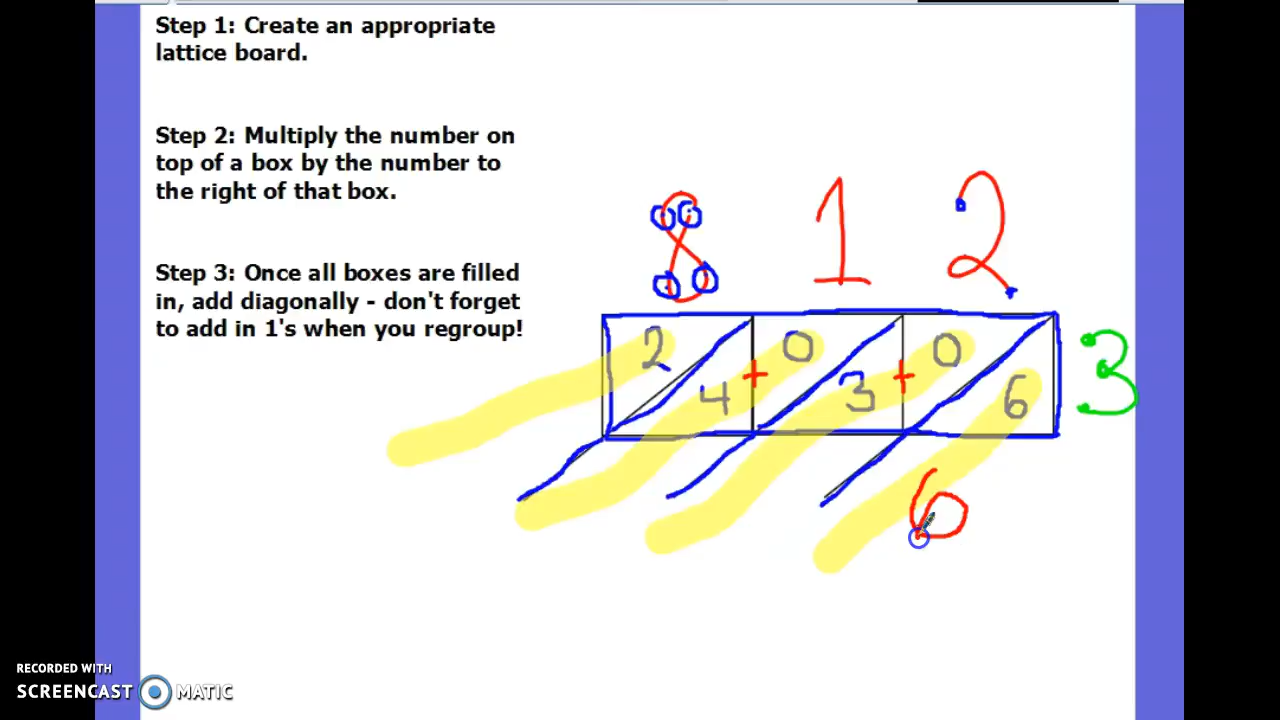 Step 1: Create an appropriate
lattice board.
Step 2: Multiply the number on
top of a box by the number to
the right of that box.
Step 3: Once all boxes are filled
in, add diagonally - don't forget
to add in 1's when you regroup!
8 1 2
2 0 0
4 + 3 + 6
3
6
RECORDED WITH
SCREENCAST MATIC